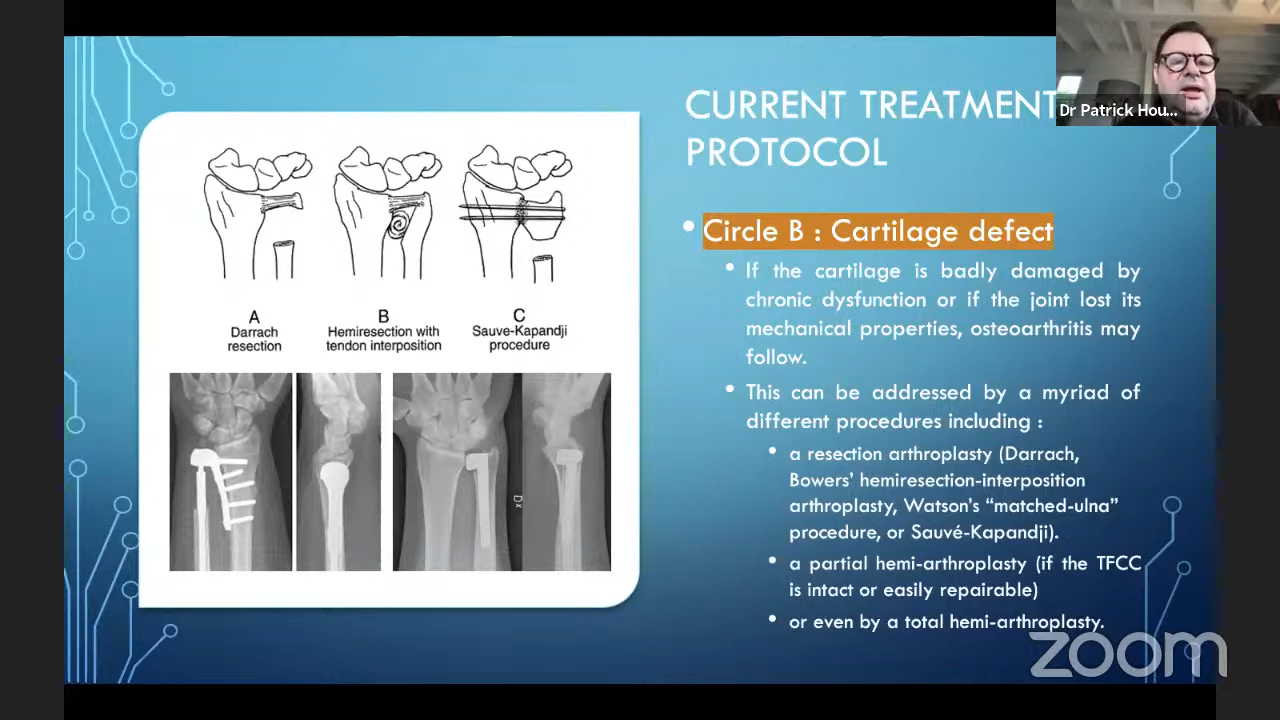 CURRENT TREATMENT
PROTOCOL
Dr Patrick Hou...
• Circle B : Cartilage defect
• If the cartilage is badly damaged by
chronic dysfunction or if the joint lost its
mechanical properties, osteoarthritis may
follow.
• This can be addressed by a myriad of
different procedures including :
• a resection arthroplasty (Darrach,
Bowers’ hemiresection-interposition
arthroplasty, Watson’s “matched-ulna”
procedure, or Sauvé-Kapandji).
• a partial hemi-arthroplasty (if the TFCC
is intact or easily repairable)
• or even by a total hemi-arthroplasty.
A
Darrach
resection
B
Hemiresection with
tendon interposition
C
Sauve-Kapandji
procedure
Dx
zoom